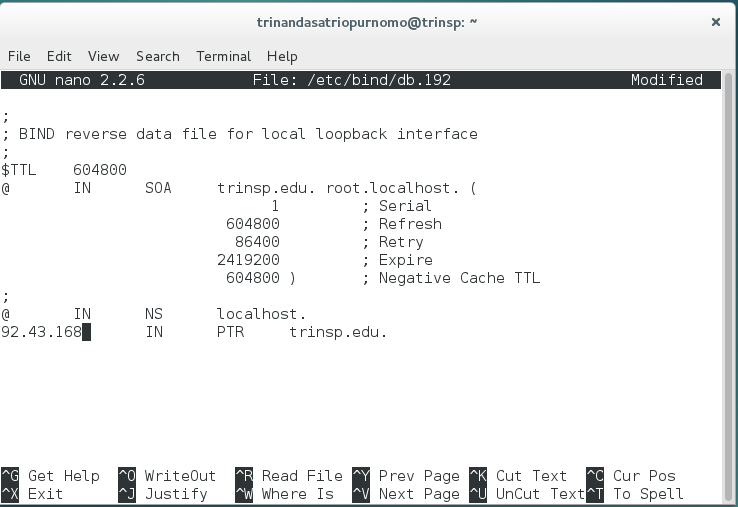 trinandasatriopurnomo@trinsp: ~ ×
File Edit View Search Terminal Help
GNU nano 2.2.6 File: /etc/bind/db.192 Modified
;
; BIND reverse data file for local loopback interface
;
$TTL 604800
@ IN SOA trinsp.edu. root.localhost. (
1 ; Serial
604800 ; Refresh
86400 ; Retry
2419200 ; Expire
604800 ) ; Negative Cache TTL
;
@ IN NS localhost.
92.43.168 IN PTR trinsp.edu.
^G Get Help ^O WriteOut ^R Read File ^Y Prev Page ^K Cut Text ^C Cur Pos
^X Exit ^J Justify ^W Where Is ^V Next Page ^U UnCut Text ^T To Spell